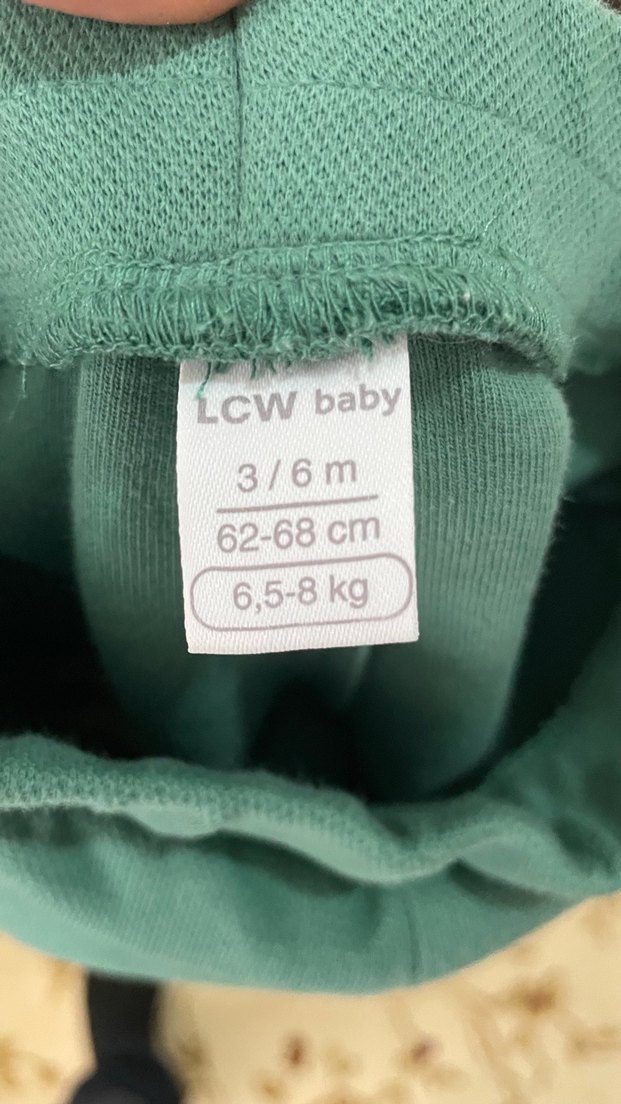 LCW baby
3 / 6 m
62-68 cm
6,5-8 kg